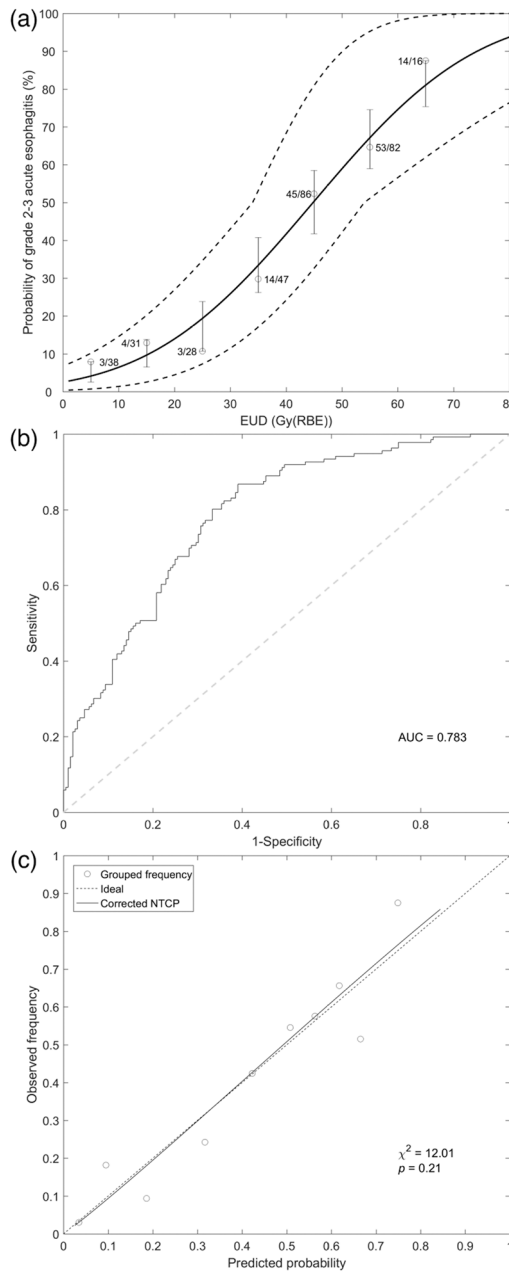 (a)
Probability of grade 2-3 acute esophagitis (%)
100
90
80
70
60
50
40
30
20
10
0
3/38
4/31
3/28
14/47
45/86
53/82
14/16
0 10 20 30 40 50 60 70 80
EUD (Gy(RBE))
(b)
Sensitivity
1
0.8
0.6
0.4
0.2
0
AUC = 0.783
0 0.2 0.4 0.6 0.8 1
1-Specificity
(c)
Observed frequency
1
0.9
0.8
0.7
0.6
0.5
0.4
0.3
0.2
0.1
0
Grouped frequency
Ideal
Corrected NTCP
χ² = 12.01
p = 0.21
0 0.1 0.2 0.3 0.4 0.5 0.6 0.7 0.8 0.9 1
Predicted probability